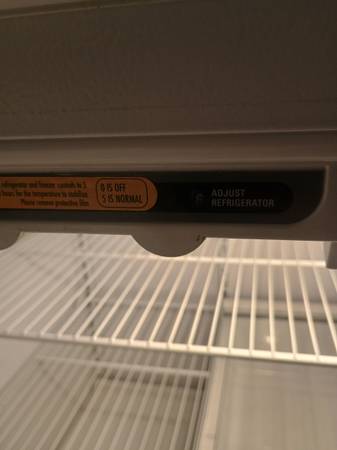 refrigerator and freezer controls to 5
hours for the temperature to stabilize
Please remove protective film
0 IS OFF
5 IS NORMAL
ADJUST
REFRIGERATOR